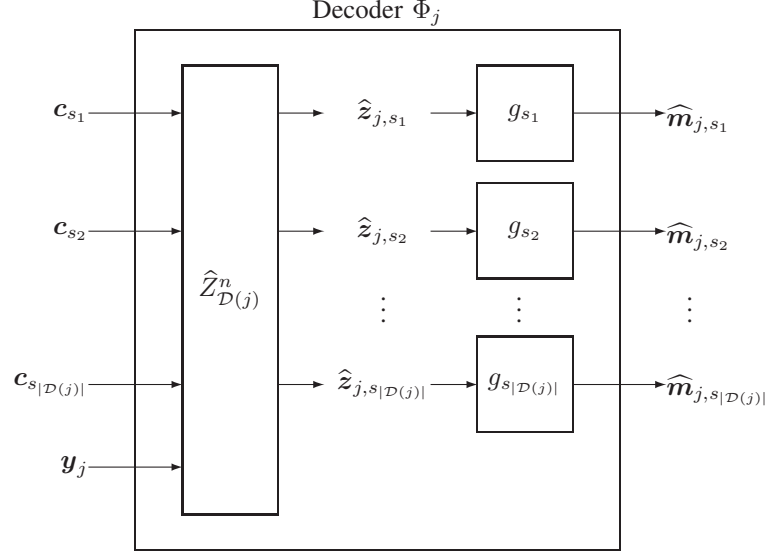 Decoder Φ_j
c_{s_1} ẑ_{j,s_1} g_{s_1} m̂_{j,s_1}
c_{s_2} ẑ_{j,s_2} g_{s_2} m̂_{j,s_2}
Ẑ^n_{𝒟(j)}
⋮ ⋮ ⋮
c_{s_{|𝒟(j)|}} ẑ_{j,s_{|𝒟(j)|}} g_{s_{|𝒟(j)|}} m̂_{j,s_{|𝒟(j)|}}
y_j